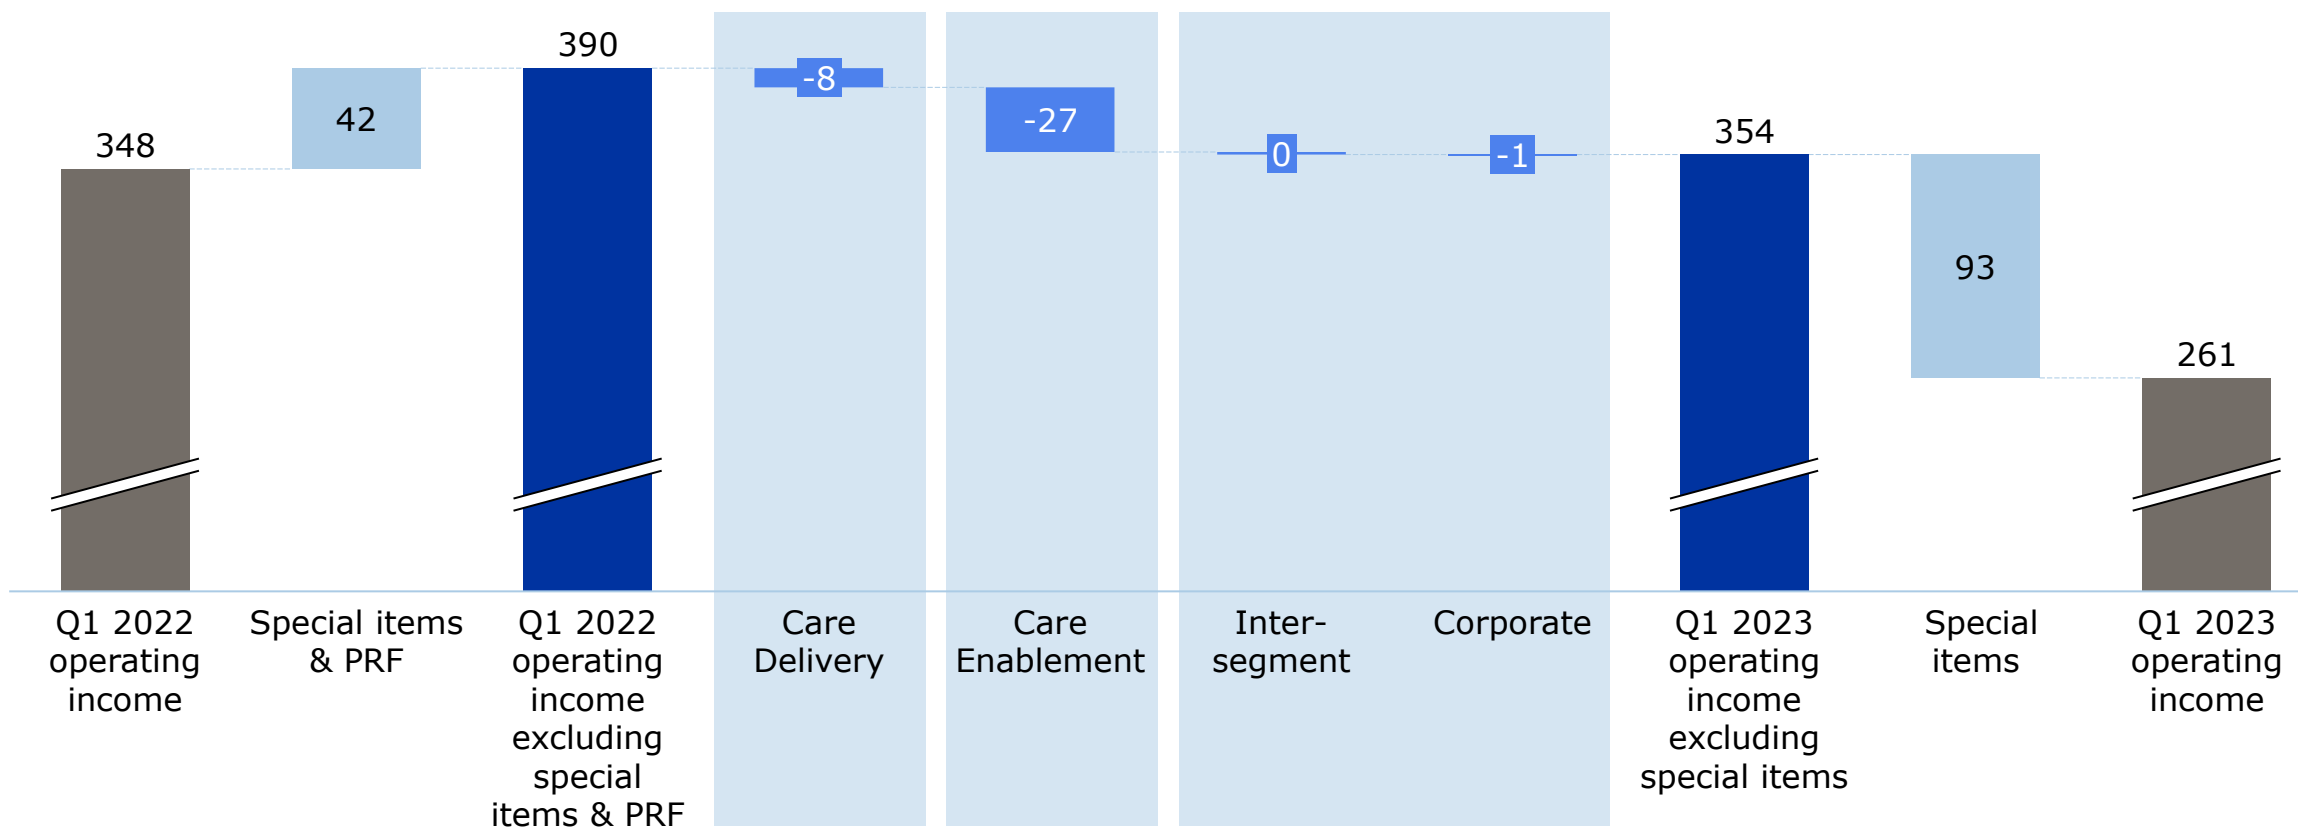 390
-8
42
-27
348
354
0
-1
93
261
Q1 2022
operating
income
Special items
& PRF
Q1 2022
operating
income
excluding
special
items & PRF
Care
Delivery
Care
Enablement
Inter-
segment
Corporate
Q1 2023
operating
income
excluding
special items
Special
items
Q1 2023
operating
income